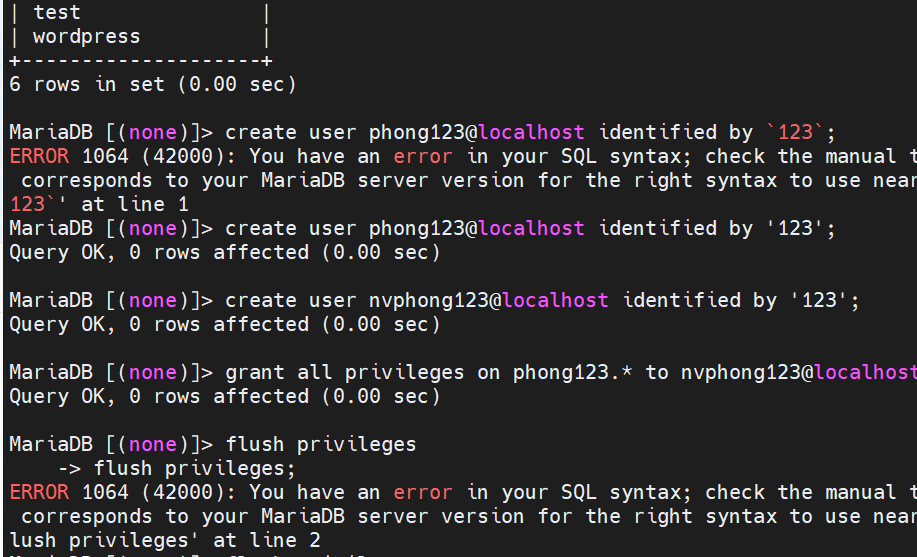 | test                |
| wordpress           |
+--------------------+
6 rows in set (0.00 sec)
MariaDB [(none)]> create user phong123@localhost identified by `123`;
ERROR 1064 (42000): You have an error in your SQL syntax; check the manual t
corresponds to your MariaDB server version for the right syntax to use near
123`' at line 1
MariaDB [(none)]> create user phong123@localhost identified by '123';
Query OK, 0 rows affected (0.00 sec)
MariaDB [(none)]> create user nvphong123@localhost identified by '123';
Query OK, 0 rows affected (0.00 sec)
MariaDB [(none)]> grant all privileges on phong123.* to nvphong123@localhost
Query OK, 0 rows affected (0.00 sec)
MariaDB [(none)]> flush privileges
-> flush privileges;
ERROR 1064 (42000): You have an error in your SQL syntax; check the manual t
corresponds to your MariaDB server version for the right syntax to use near
lush privileges' at line 2